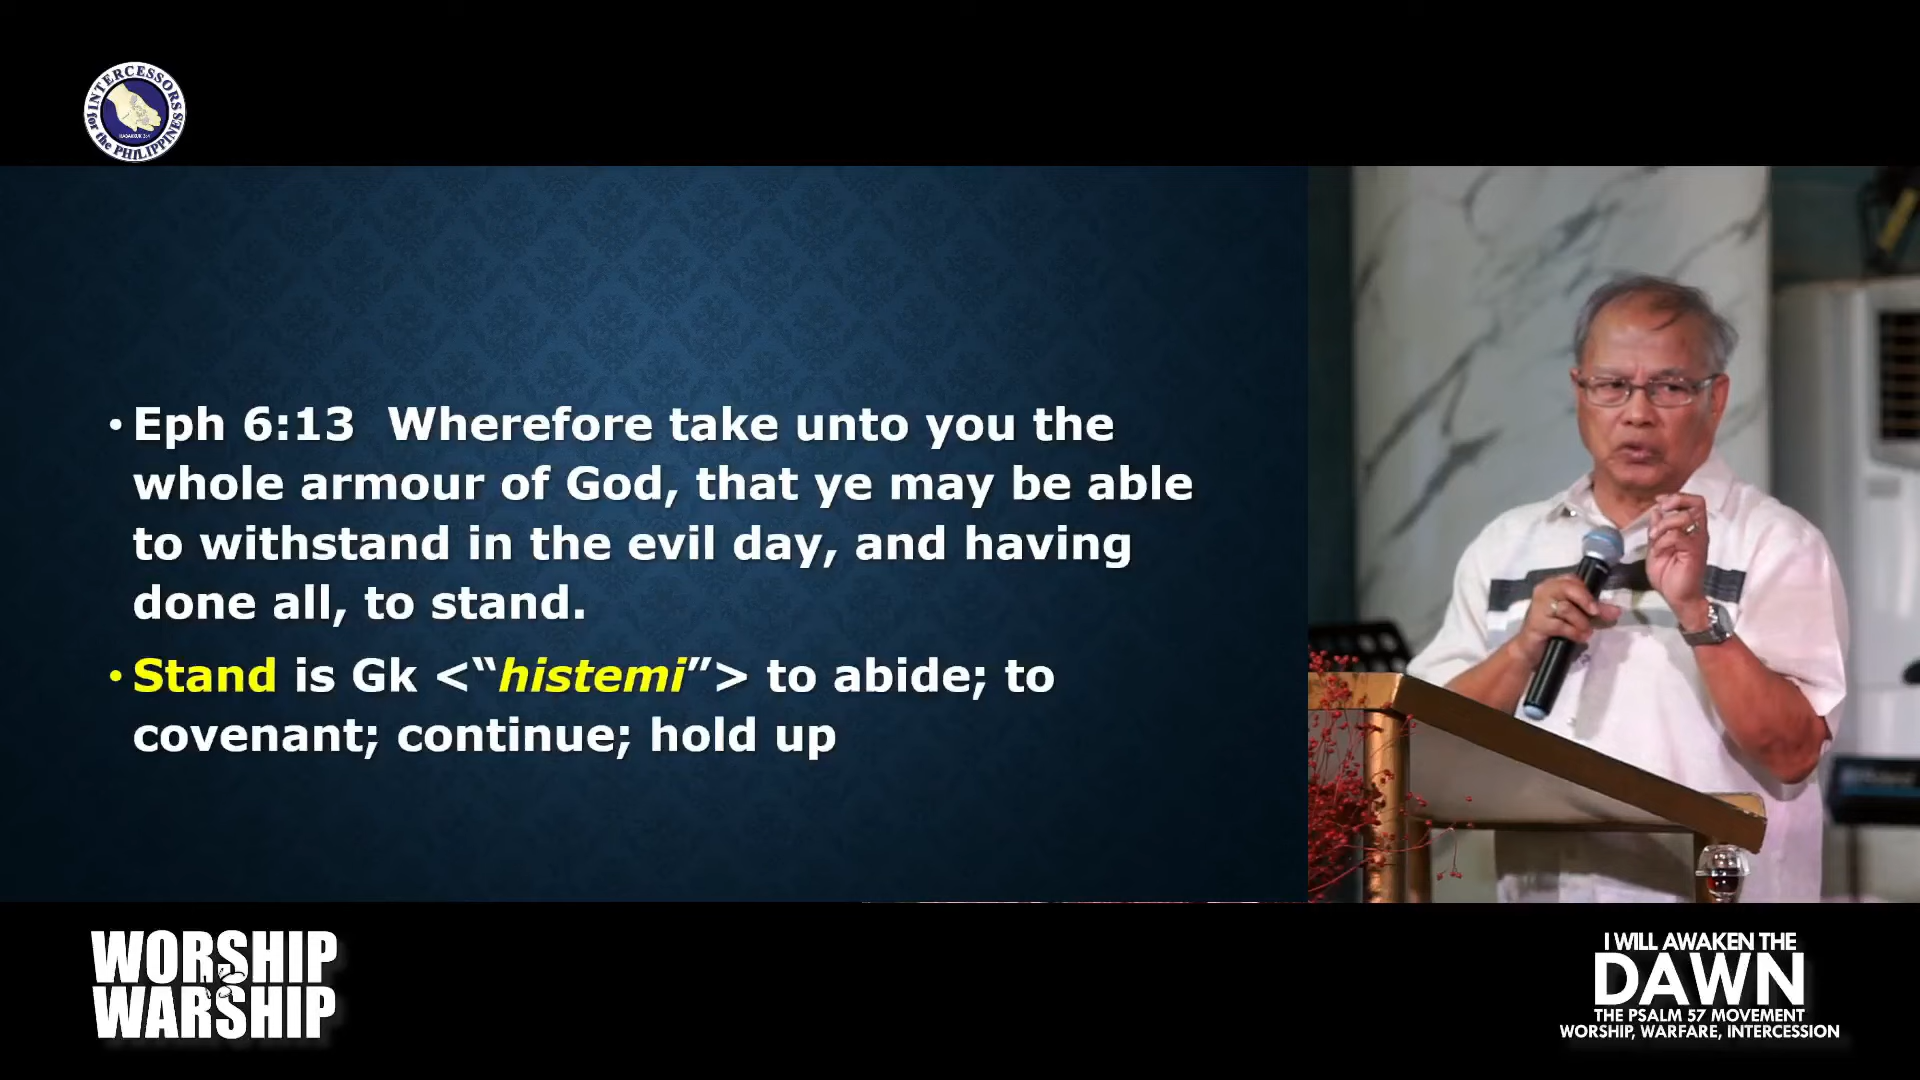 INTERCESSORS
for the PHILIPPINES
• Eph 6:13  Wherefore take unto you the
whole armour of God, that ye may be able
to withstand in the evil day, and having
done all, to stand.
• Stand is Gk <“histemi”> to abide; to
covenant; continue; hold up
WORSHIP
WARSHIP
I WILL AWAKEN THE
DAWN
THE PSALM 57 MOVEMENT
WORSHIP, WARFARE, INTERCESSION